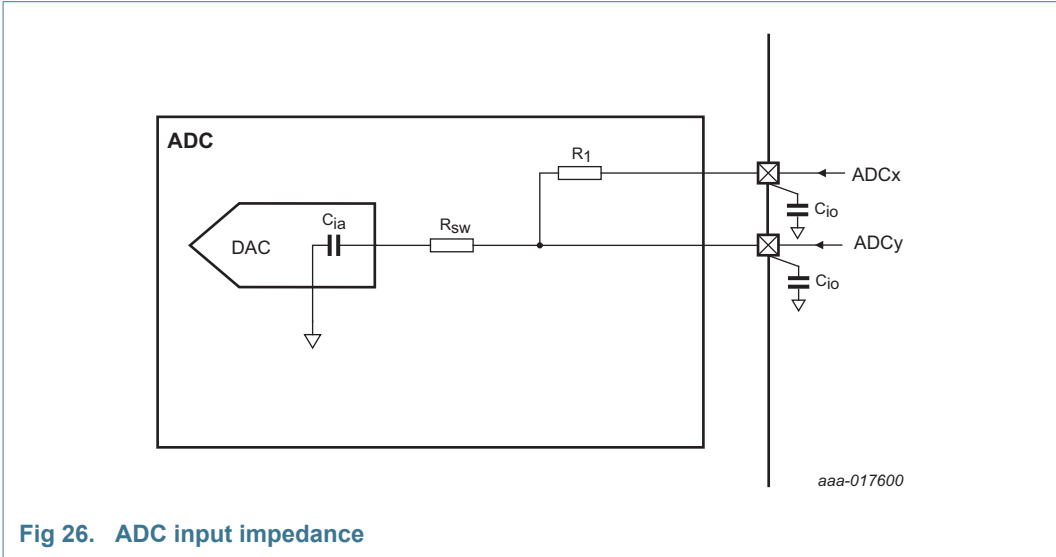 ADC
R1
ADCx
Cio
Cia
Rsw
DAC
ADCy
Cio
aaa-017600
Fig 26. ADC input impedance